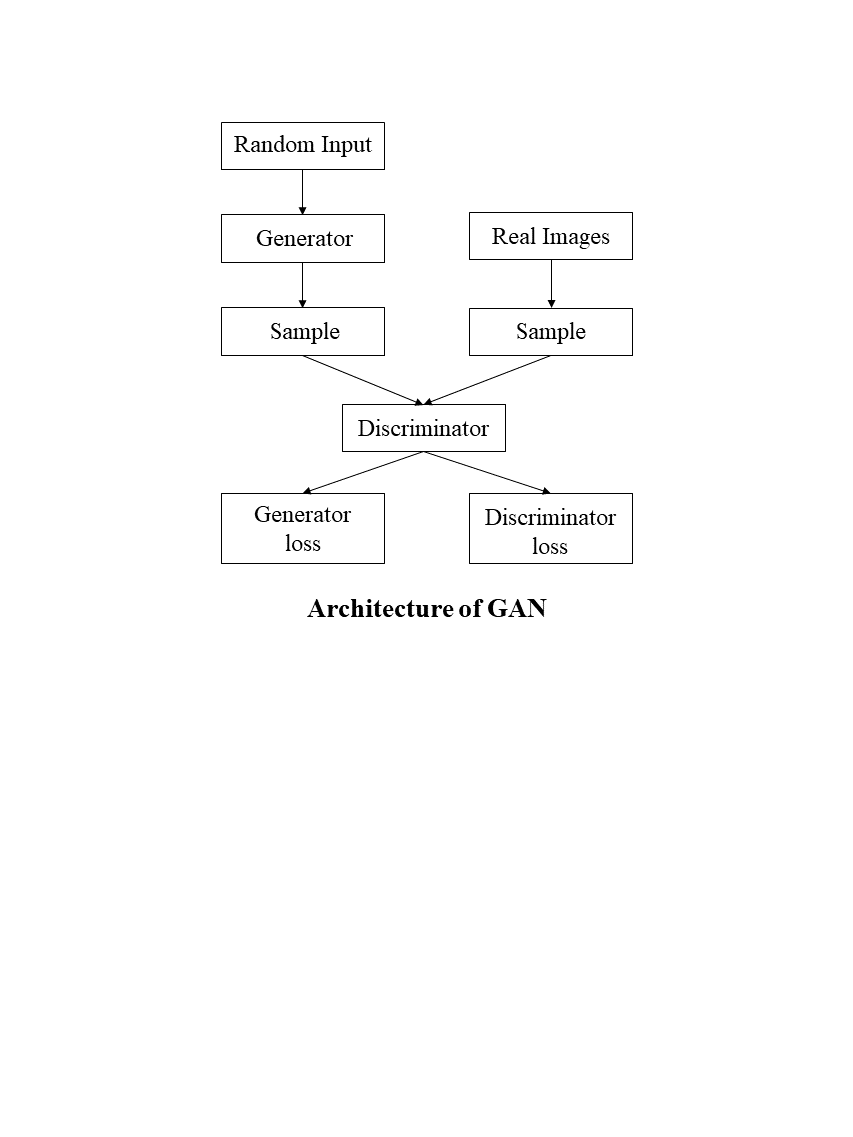 Random Input
Generator
Real Images
Sample
Sample
Discriminator
Generator
loss
Discriminator
loss
Architecture of GAN